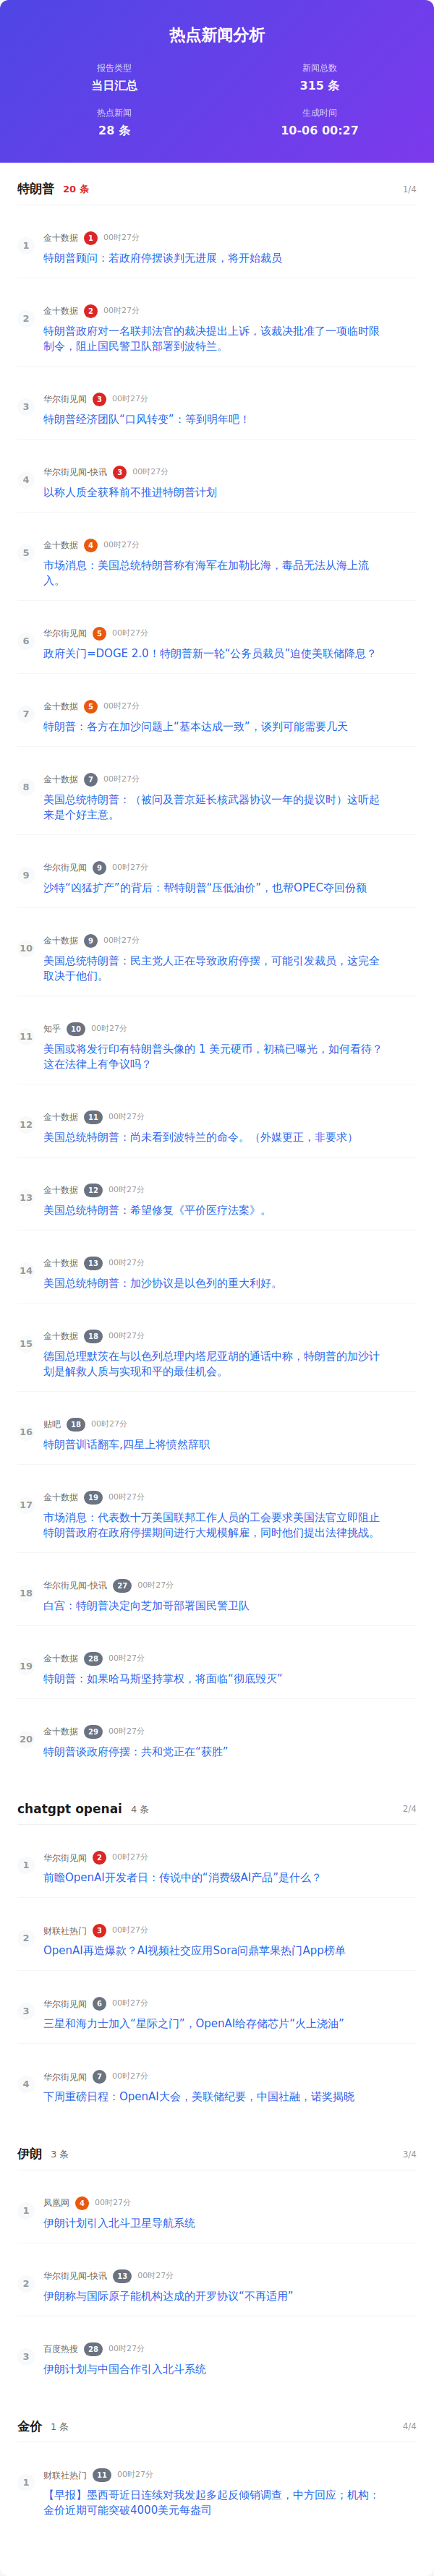 热点新闻分析
报告类型
当日汇总
新闻总数
315 条
热点新闻
28 条
生成时间
10-06 00:27
特朗普 20 条 1/4
1
金十数据 1 00时27分
特朗普顾问：若政府停摆谈判无进展，将开始裁员
2
金十数据 2 00时27分
特朗普政府对一名联邦法官的裁决提出上诉，该裁决批准了一项临时限
制令，阻止国民警卫队部署到波特兰。
3
华尔街见闻 3 00时27分
特朗普经济团队“口风转变”：等到明年吧！
4
华尔街见闻-快讯 3 00时27分
以称人质全获释前不推进特朗普计划
5
金十数据 4 00时27分
市场消息：美国总统特朗普称有海军在加勒比海，毒品无法从海上流
入。
6
华尔街见闻 5 00时27分
政府关门=DOGE 2.0！特朗普新一轮“公务员裁员”迫使美联储降息？
7
金十数据 5 00时27分
特朗普：各方在加沙问题上“基本达成一致”，谈判可能需要几天
8
金十数据 7 00时27分
美国总统特朗普：（被问及普京延长核武器协议一年的提议时）这听起
来是个好主意。
9
华尔街见闻 9 00时27分
沙特“凶猛扩产”的背后：帮特朗普“压低油价”，也帮OPEC夺回份额
10
金十数据 9 00时27分
美国总统特朗普：民主党人正在导致政府停摆，可能引发裁员，这完全
取决于他们。
11
知乎 10 00时27分
美国或将发行印有特朗普头像的 1 美元硬币，初稿已曝光，如何看待？
这在法律上有争议吗？
12
金十数据 11 00时27分
美国总统特朗普：尚未看到波特兰的命令。（外媒更正，非要求）
13
金十数据 12 00时27分
美国总统特朗普：希望修复《平价医疗法案》。
14
金十数据 13 00时27分
美国总统特朗普：加沙协议是以色列的重大利好。
15
金十数据 18 00时27分
德国总理默茨在与以色列总理内塔尼亚胡的通话中称，特朗普的加沙计
划是解救人质与实现和平的最佳机会。
16
贴吧 18 00时27分
特朗普训话翻车,四星上将愤然辞职
17
金十数据 19 00时27分
市场消息：代表数十万美国联邦工作人员的工会要求美国法官立即阻止
特朗普政府在政府停摆期间进行大规模解雇，同时他们提出法律挑战。
18
华尔街见闻-快讯 27 00时27分
白宫：特朗普决定向芝加哥部署国民警卫队
19
金十数据 28 00时27分
特朗普：如果哈马斯坚持掌权，将面临“彻底毁灭”
20
金十数据 29 00时27分
特朗普谈政府停摆：共和党正在“获胜”
chatgpt openai 4 条 2/4
1
华尔街见闻 2 00时27分
前瞻OpenAI开发者日：传说中的“消费级AI产品”是什么？
2
财联社热门 3 00时27分
OpenAI再造爆款？AI视频社交应用Sora问鼎苹果热门App榜单
3
华尔街见闻 6 00时27分
三星和海力士加入“星际之门”，OpenAI给存储芯片“火上浇油”
4
华尔街见闻 7 00时27分
下周重磅日程：OpenAI大会，美联储纪要，中国社融，诺奖揭晓
伊朗 3 条 3/4
1
凤凰网 4 00时27分
伊朗计划引入北斗卫星导航系统
2
华尔街见闻-快讯 13 00时27分
伊朗称与国际原子能机构达成的开罗协议“不再适用”
3
百度热搜 28 00时27分
伊朗计划与中国合作引入北斗系统
金价 1 条 4/4
1
财联社热门 11 00时27分
【早报】墨西哥近日连续对我发起多起反倾销调查，中方回应；机构：
金价近期可能突破4000美元每盎司